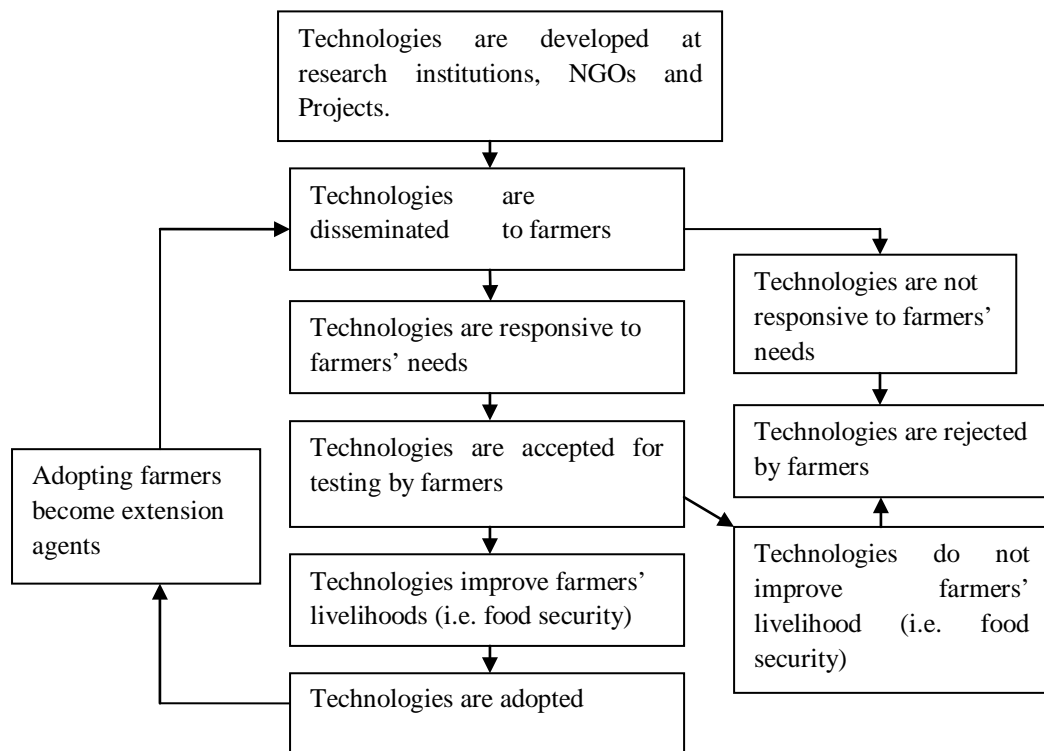 Technologies are developed at
research institutions, NGOs and
Projects.
Technologies are
disseminated to farmers
Technologies are not
responsive to farmers’
needs
Technologies are responsive to
farmers’ needs
Technologies are rejected
by farmers
Technologies are accepted for
testing by farmers
Adopting farmers
become extension
agents
Technologies do not
improve farmers’
livelihood (i.e. food
security)
Technologies improve farmers’
livelihoods (i.e. food security)
Technologies are adopted